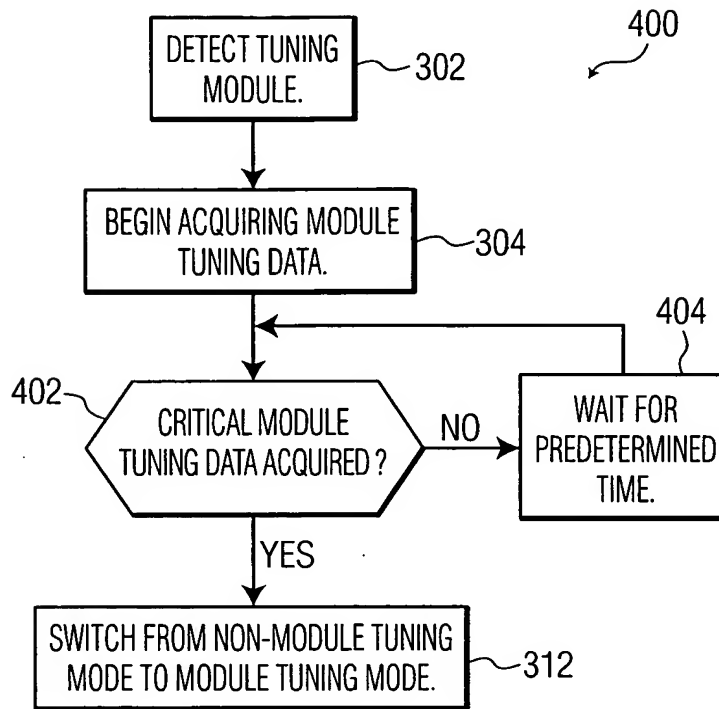 400
DETECT TUNING
MODULE.
302
BEGIN ACQUIRING MODULE
TUNING DATA.
304
402
CRITICAL MODULE
TUNING DATA ACQUIRED ?
NO
404
WAIT FOR
PREDETERMINED
TIME.
YES
SWITCH FROM NON-MODULE TUNING
MODE TO MODULE TUNING MODE.
312